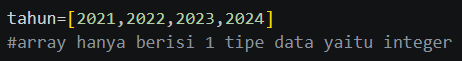 tahun=[2021,2022,2023,2024]
#array hanya berisi 1 tipe data yaitu integer